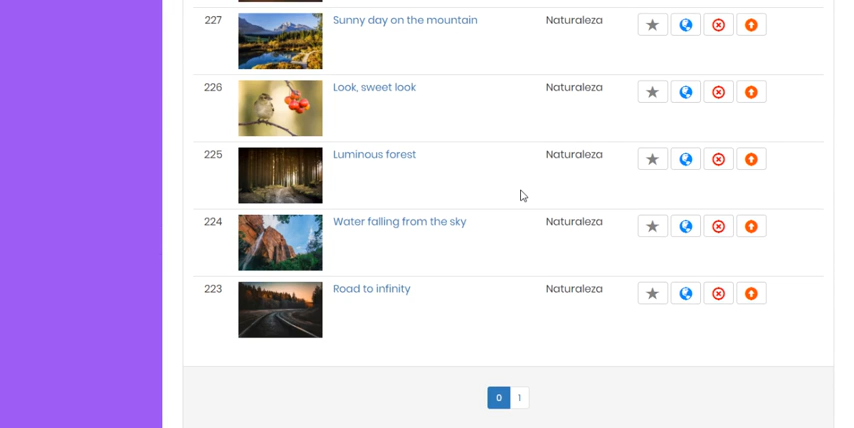 227 Sunny day on the mountain Naturaleza
226 Look, sweet look Naturaleza
225 Luminous forest Naturaleza
224 Water falling from the sky Naturaleza
223 Road to infinity Naturaleza
0 1